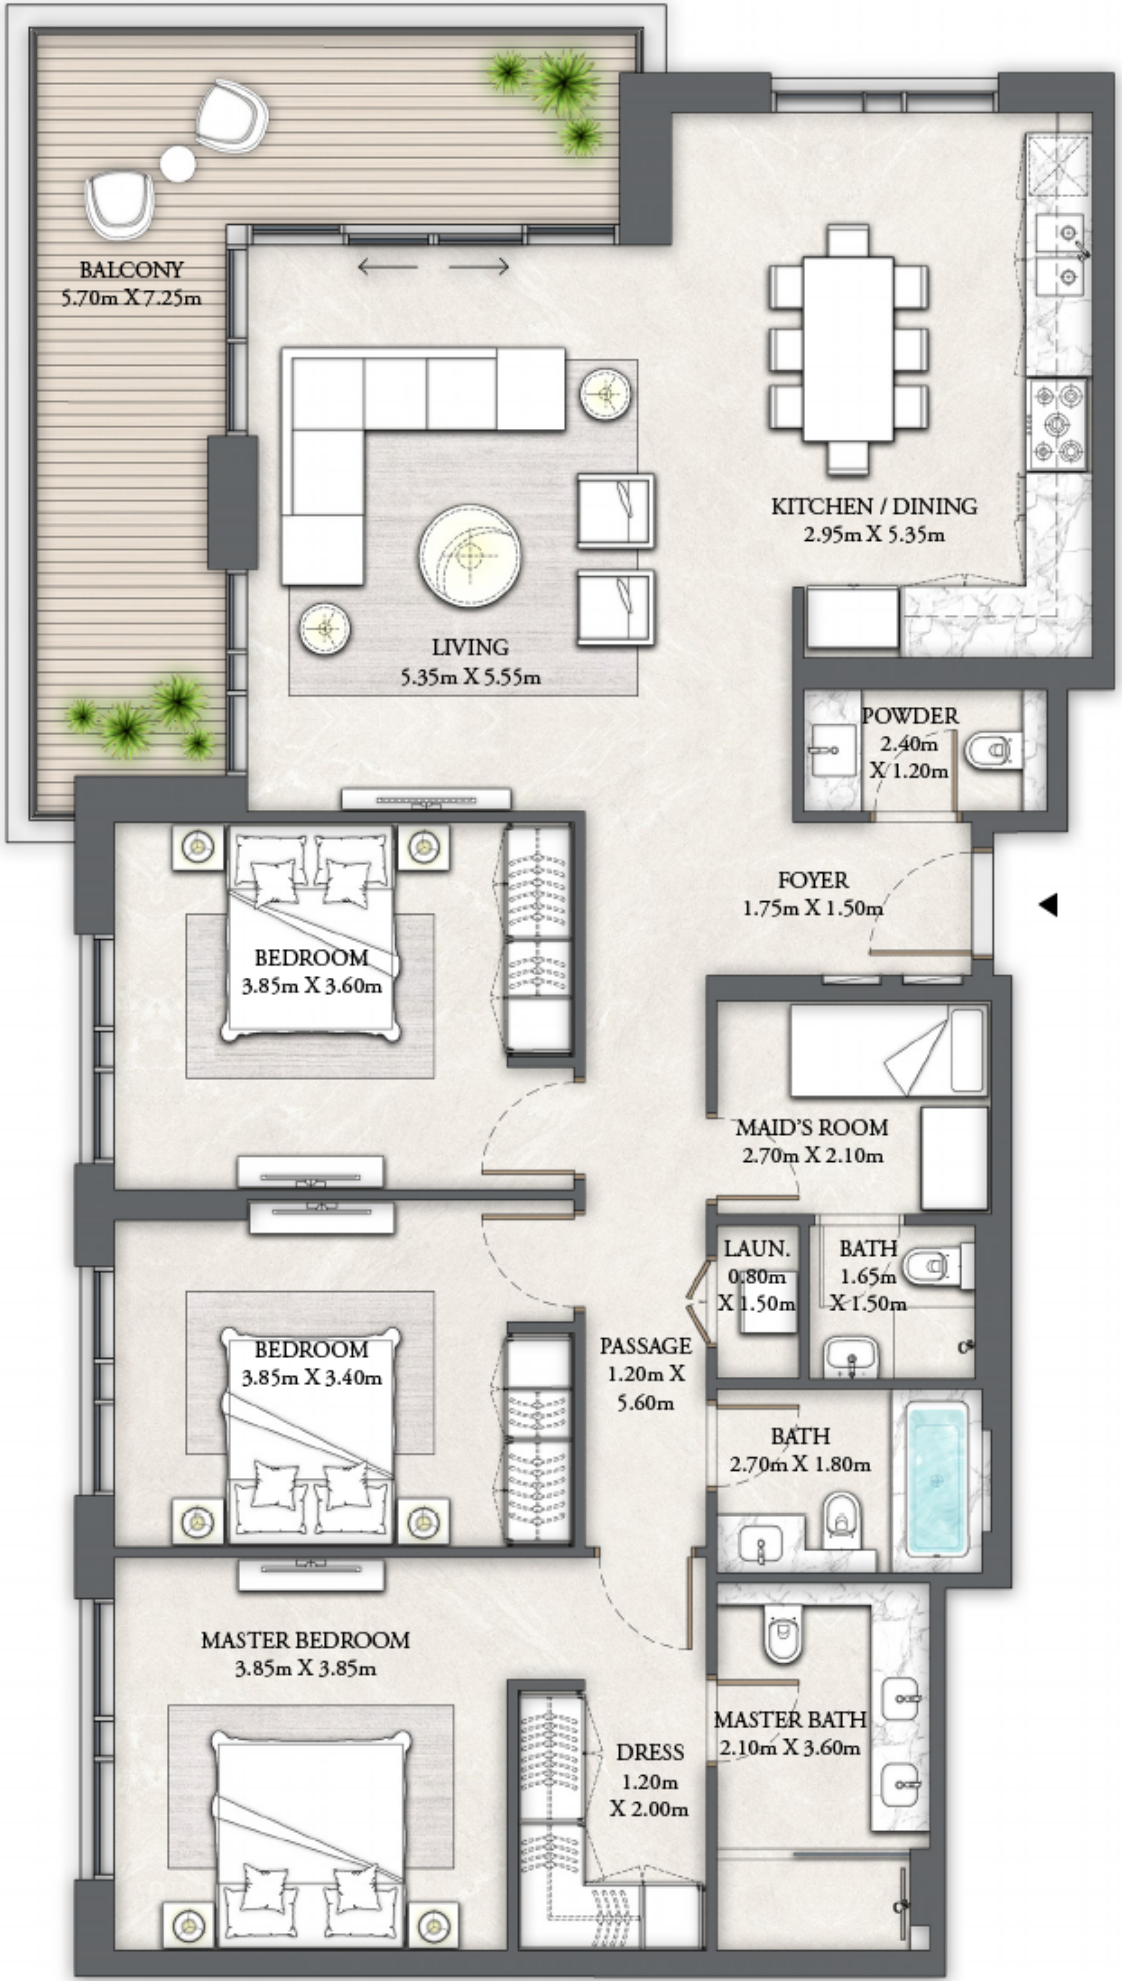 BALCONY
5.70m X 7.25m
KITCHEN / DINING
2.95m X 5.35m
LIVING
5.35m X 5.55m
POWDER
2.40m
X 1.20m
FOYER
1.75m X 1.50m
BEDROOM
3.85m X 3.60m
MAID'S ROOM
2.70m X 2.10m
LAUN.
0.80m
X 1.50m
BATH
1.65m
X 1.50m
BEDROOM
3.85m X 3.40m
PASSAGE
1.20m X
5.60m
BATH
2.70m X 1.80m
MASTER BEDROOM
3.85m X 3.85m
MASTER BATH
2.10m X 3.60m
DRESS
1.20m
X 2.00m